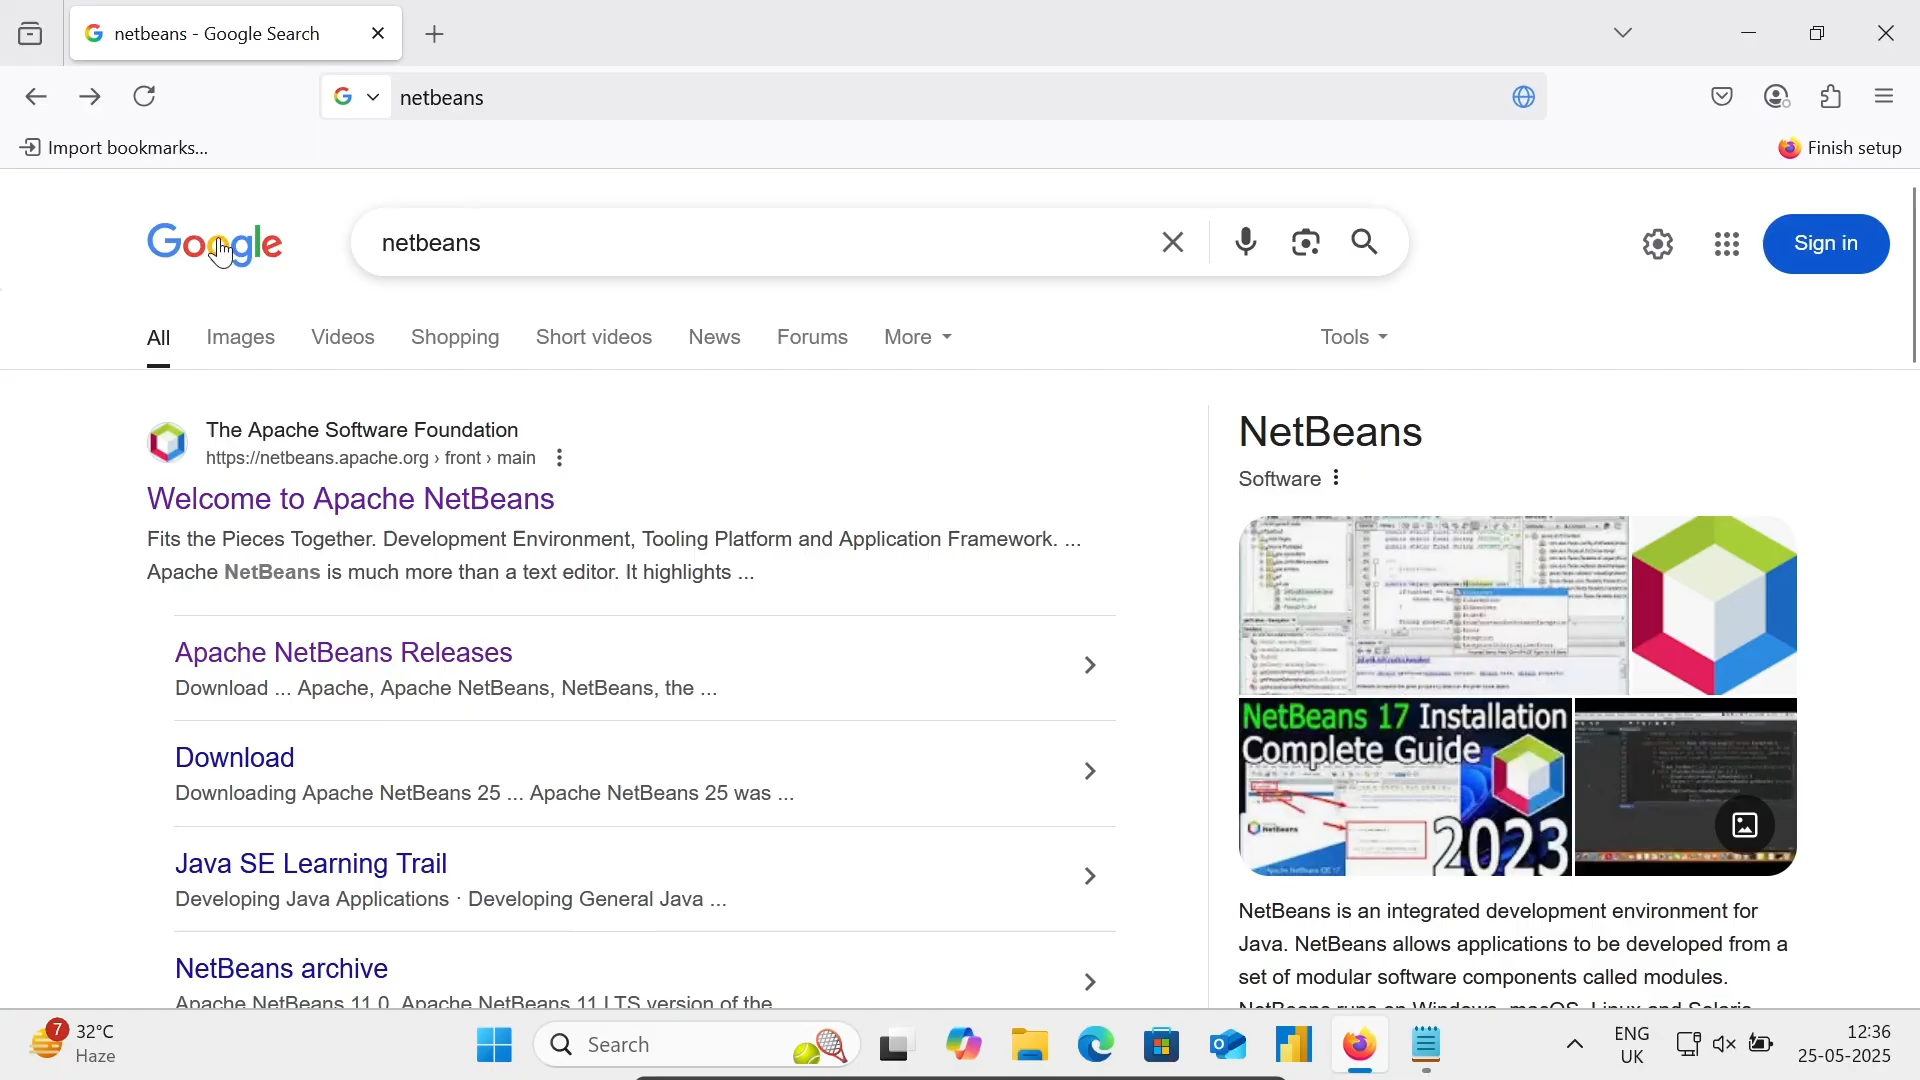 netbeans - Google Search
netbeans
Import bookmarks...
Finish setup
Google
netbeans
Sign in
All
Images
Videos
Shopping
Short videos
News
Forums
More
Tools
The Apache Software Foundation
https://netbeans.apache.org › front › main
Welcome to Apache NetBeans
Fits the Pieces Together. Development Environment, Tooling Platform and Application Framework. ...
Apache NetBeans is much more than a text editor. It highlights ...
Apache NetBeans Releases
Download ... Apache, Apache NetBeans, NetBeans, the ...
Download
Downloading Apache NetBeans 25 ... Apache NetBeans 25 was ...
Java SE Learning Trail
Developing Java Applications · Developing General Java ...
NetBeans archive
Apache NetBeans 11.0. Apache NetBeans 11 LTS version of the
NetBeans
Software
NetBeans 17 Installation
Complete Guide
NetBeans
2023
NetBeans is an integrated development environment for
Java. NetBeans allows applications to be developed from a
set of modular software components called modules.
NetBeans runs on Windows, macOS, Linux and Solaris.
7
32°C
Haze
Search
ENG
UK
12:36
25-05-2025